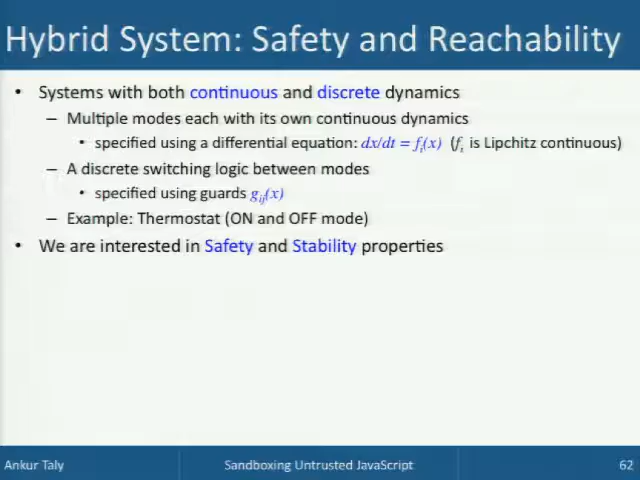 Hybrid System: Safety and Reachability
• Systems with both continuous and discrete dynamics
– Multiple modes each with its own continuous dynamics
• specified using a differential equation: dx/dt = fᵢ(x) (fᵢ is Lipchitz continuous)
– A discrete switching logic between modes
• specified using guards gᵢⱼ(x)
– Example: Thermostat (ON and OFF mode)
• We are interested in Safety and Stability properties
Ankur Taly Sandboxing Untrusted JavaScript 62